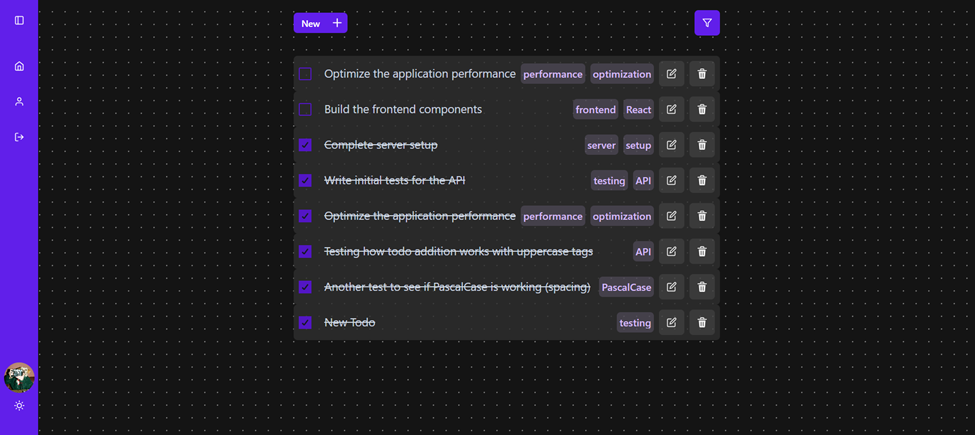 New
Optimize the application performance performance optimization
Build the frontend components frontend React
Complete server setup server setup
Write initial tests for the API testing API
Optimize the application performance performance optimization
Testing how todo addition works with uppercase tags API
Another test to see if PascalCase is working (spacing) PascalCase
New Todo testing